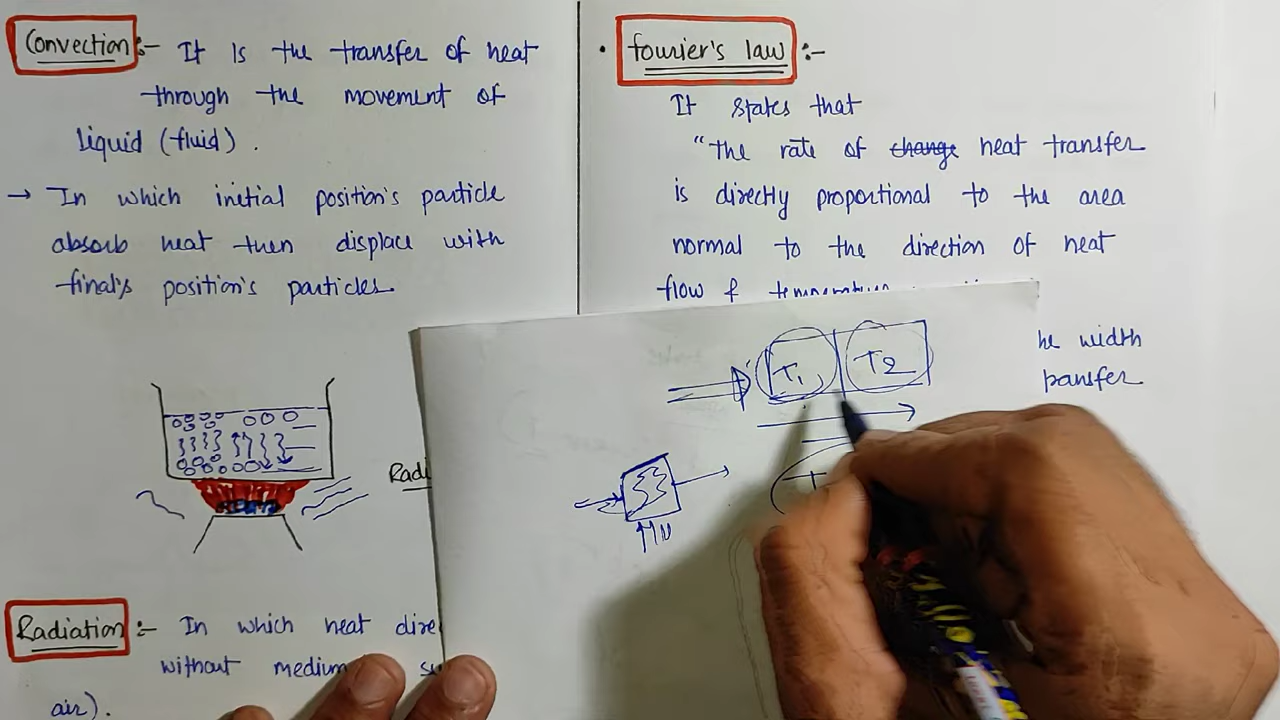 Convection :- It is the transfer of heat
through the movement of
liquid (fluid) .
→ In which initial position's particle
absorb heat then displace with
final's position's particles
Radiation :- In which heat
without medium
air).
• fourier's law :-
It states that
"The rate of change heat transfer
is directly proportional to the area
normal to the direction of heat
flow &
width
T1 T2